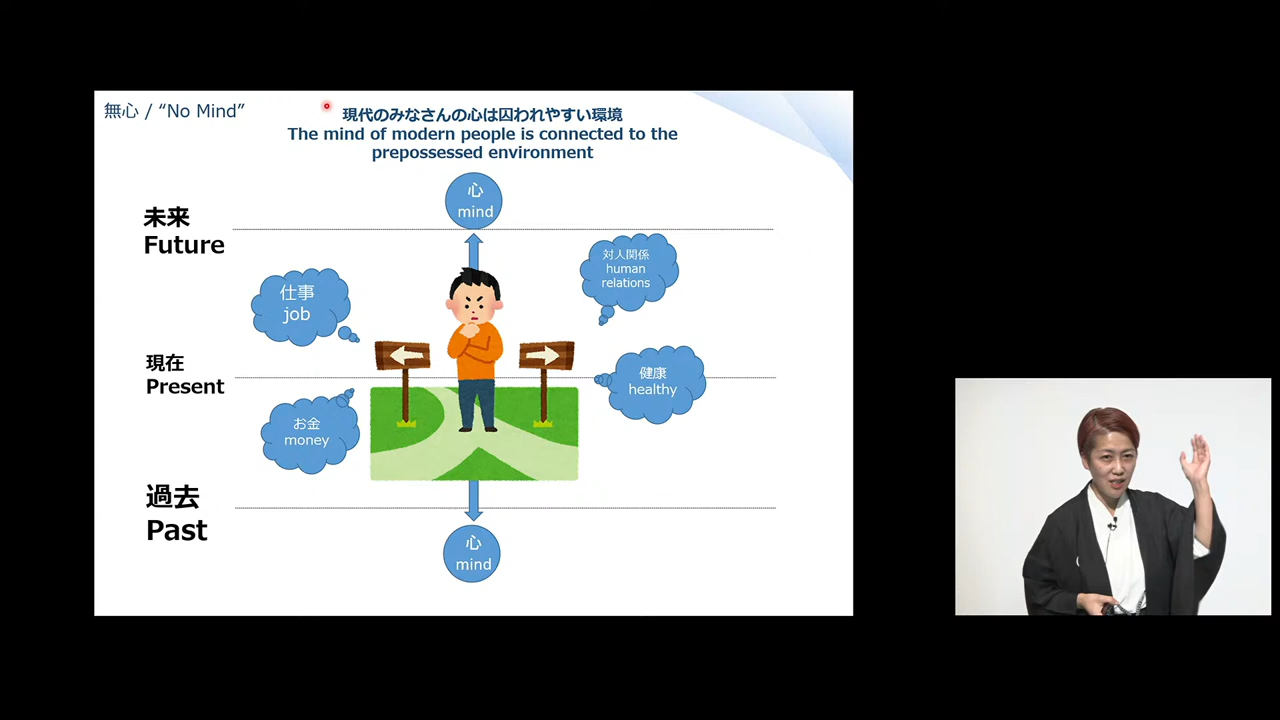 無心 / “No Mind”
現代のみなさんの心は囚われやすい環境
The mind of modern people is connected to the
prepossessed environment
心
mind
未来
Future
対人関係
human
relations
仕事
job
現在
Present
健康
healthy
お金
money
過去
Past
心
mind